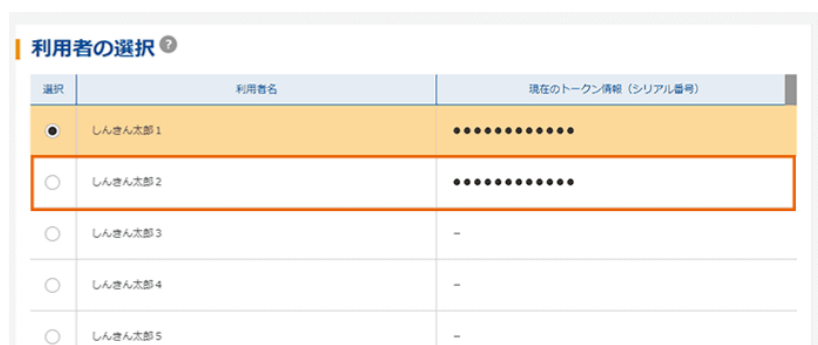 利用者の選択 ?
選択 利用者名 現在のトークン情報（シリアル番号）
しんきん太郎1 ●●●●●●●●●●●●
しんきん太郎2 ●●●●●●●●●●●●
しんきん太郎3 -
しんきん太郎4 -
しんきん太郎5 -